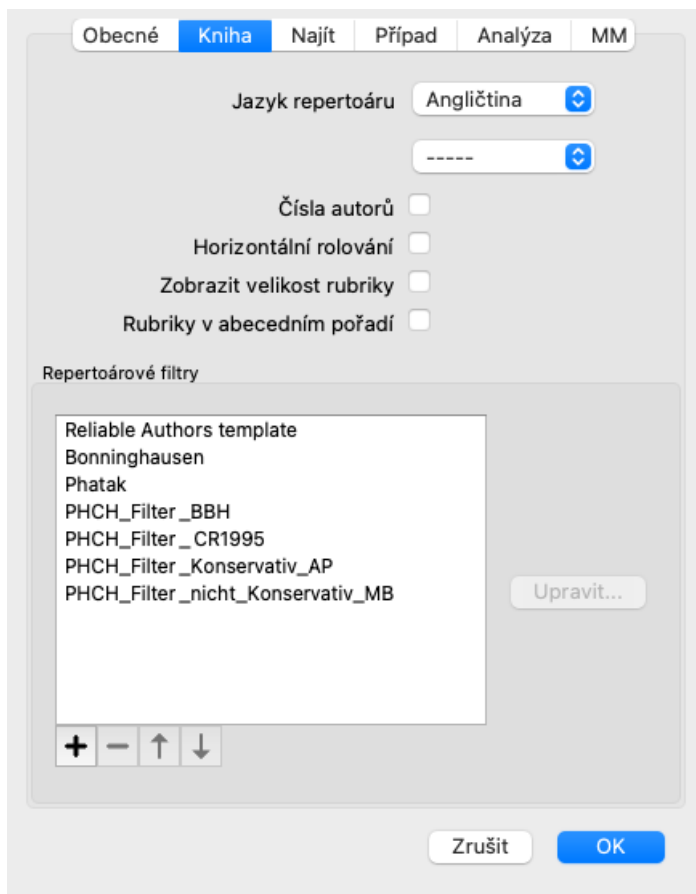 Obecné Kniha Najít Případ Analýza MM
Jazyk repertoáru Angličtina
-----
Čísla autorů
Horizontální rolování
Zobrazit velikost rubriky
Rubriky v abecedním pořadí
Repertoárové filtry
Reliable Authors template
Bonninghausen
Phatak
PHCH_Filter_BBH
PHCH_Filter_CR1995
PHCH_Filter_Konservativ_AP
PHCH_Filter_nicht_Konservativ_MB
Upravit...
Zrušit OK